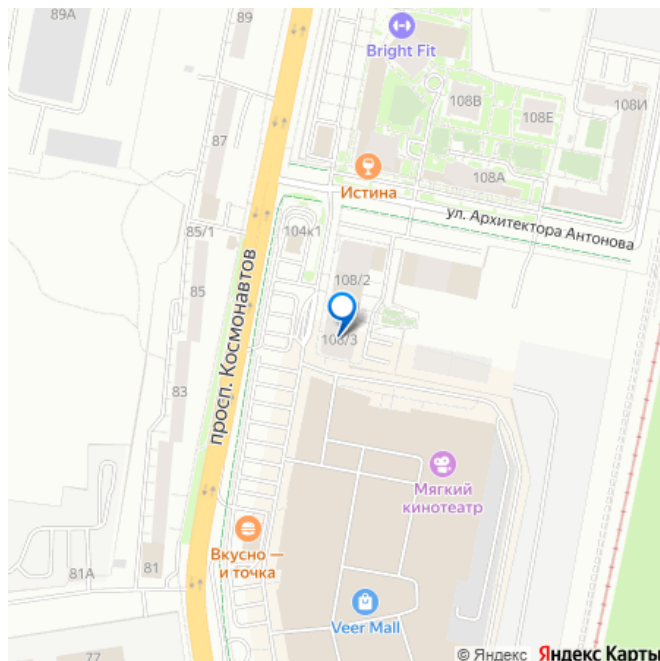 89А
89
Bright Fit
87
108В
108Е
108И
108А
Истина
ул. Архитектора Антонова
85/1
104к1
85
108/2
просп. Космонавтов
108/3
83
Мягкий
кинотеатр
Вкусно —
и точка
81А
81
Veer Mall
77
© Яндекс Яндекс Карты